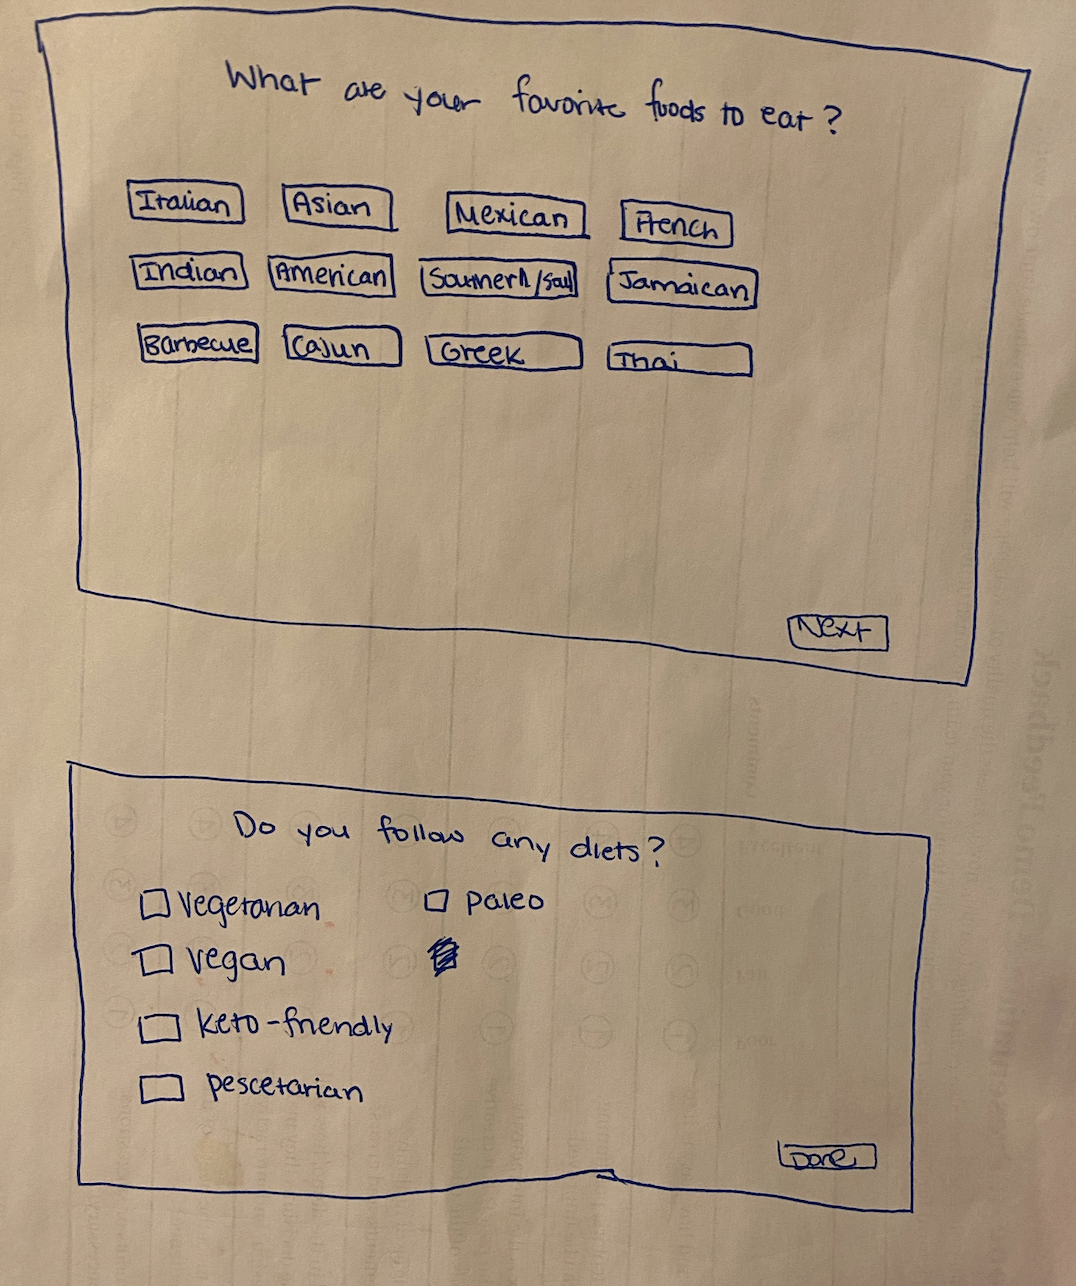 What are your favorite foods to eat?
Italian Asian Mexican French
Indian American Southern/Soul Jamaican
Barbecue Cajun Greek Thai
Next
Do you follow any diets?
vegetarian paleo
vegan
keto-friendly
pescetarian
Done
Feedback